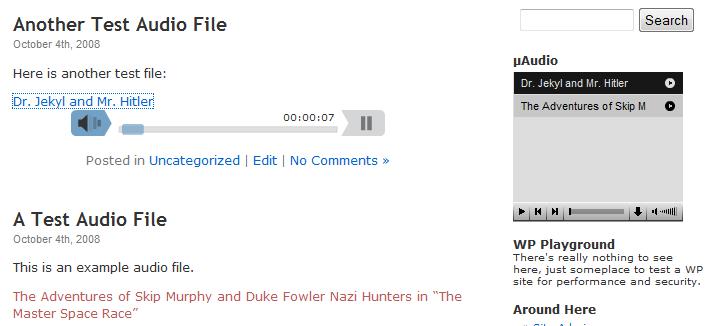 Another Test Audio File
October 4th, 2008
Here is another test file:
Dr. Jekyl and Mr. Hitler
00:00:07
Posted in Uncategorized | Edit | No Comments »
A Test Audio File
October 4th, 2008
This is an example audio file.
The Adventures of Skip Murphy and Duke Fowler Nazi Hunters in “The
Master Space Race”
Search
µAudio
Dr. Jekyl and Mr. Hitler
The Adventures of Skip M
WP Playground
There's really nothing to see
here, just someplace to test a WP
site for performance and security.
Around Here